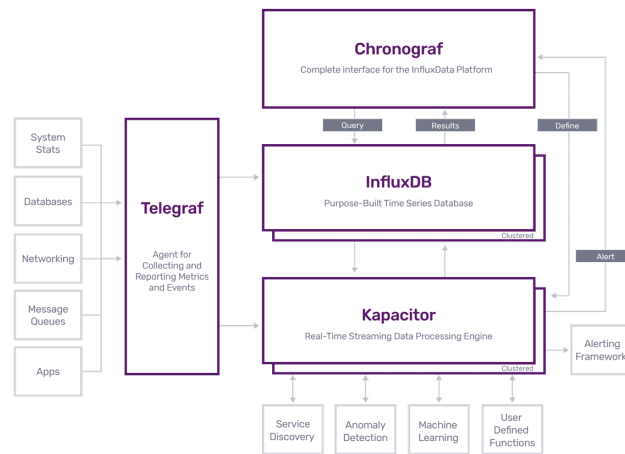 Chronograf
Complete interface for the InfluxData Platform
Query
Results
Define
System
Stats
Databases
Networking
Message
Queues
Apps
Telegraf
Agent for
Collecting and
Reporting Metrics
and Events
InfluxDB
Purpose-Built Time Series Database
Clustered
Alert
Kapacitor
Real-Time Streaming Data Processing Engine
Clustered
Alerting
Framework
Service
Discovery
Anomaly
Detection
Machine
Learning
User
Defined
Functions